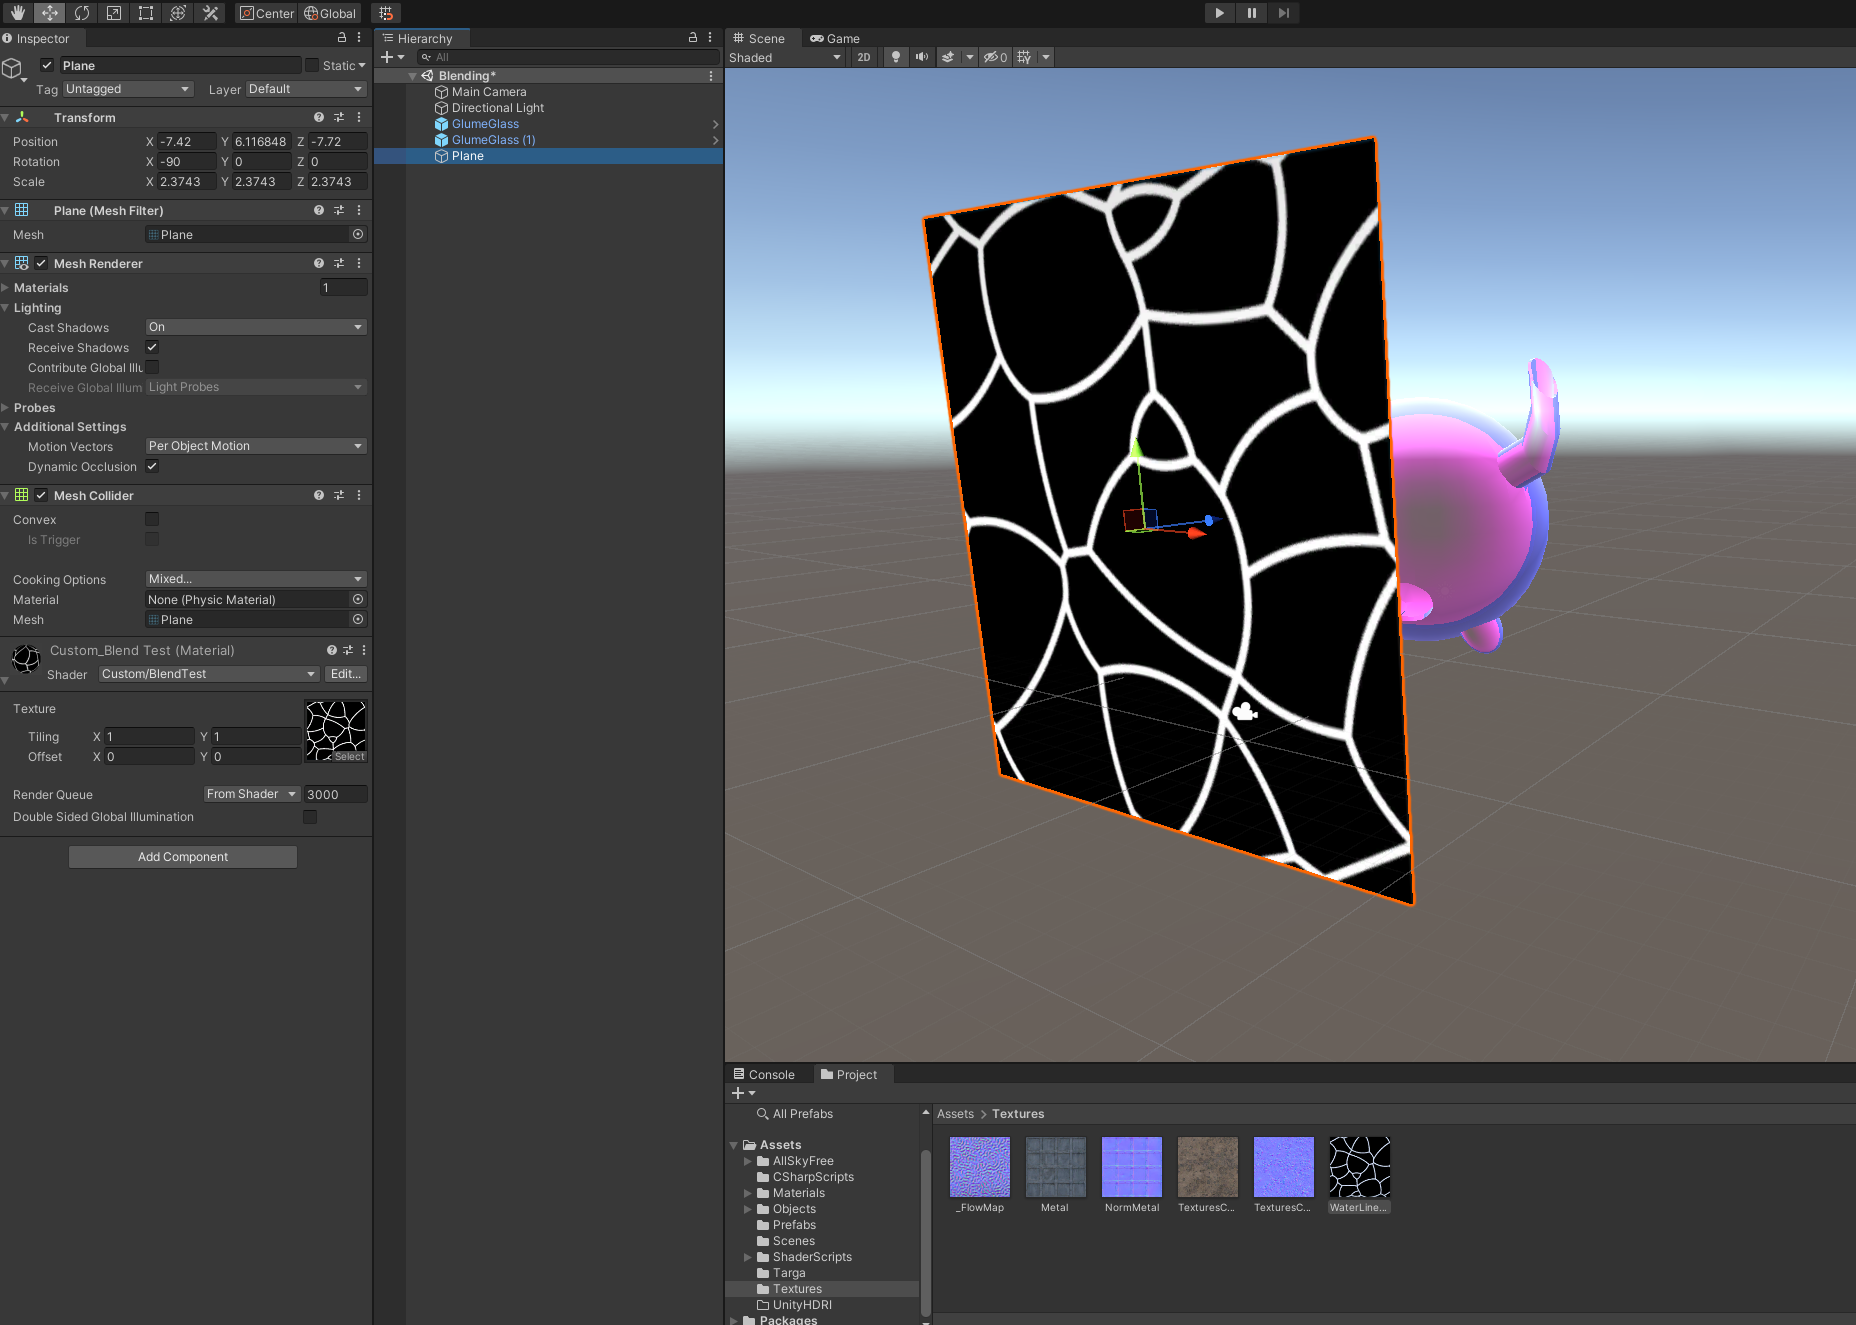 Center
Global
Inspector
Plane
Static
Tag Untagged Layer Default
Transform
Position X -7.42 Y 6.116848 Z -7.72
Rotation X -90 Y 0 Z 0
Scale X 2.3743 Y 2.3743 Z 2.3743
Plane (Mesh Filter)
Mesh Plane
Mesh Renderer
Materials 1
Lighting
Cast Shadows On
Receive Shadows
Contribute Global Illu
Receive Global Illum Light Probes
Probes
Additional Settings
Motion Vectors Per Object Motion
Dynamic Occlusion
Mesh Collider
Convex
Is Trigger
Cooking Options Mixed...
Material None (Physic Material)
Mesh Plane
Custom_Blend Test (Material)
Shader Custom/BlendTest Edit...
Texture
Tiling X 1 Y 1
Offset X 0 Y 0
Select
Render Queue From Shader 3000
Double Sided Global Illumination
Add Component
Hierarchy
All
Blending*
Main Camera
Directional Light
GlumeGlass
GlumeGlass (1)
Plane
Scene
Game
Shaded
2D
0
Console
Project
All Prefabs
Assets
AllSkyFree
CSharpScripts
Materials
Objects
Prefabs
Scenes
ShaderScripts
Targa
Textures
UnityHDRI
Packages
Assets > Textures
_FlowMap
Metal
NormMetal
TexturesC...
TexturesC...
WaterLine...